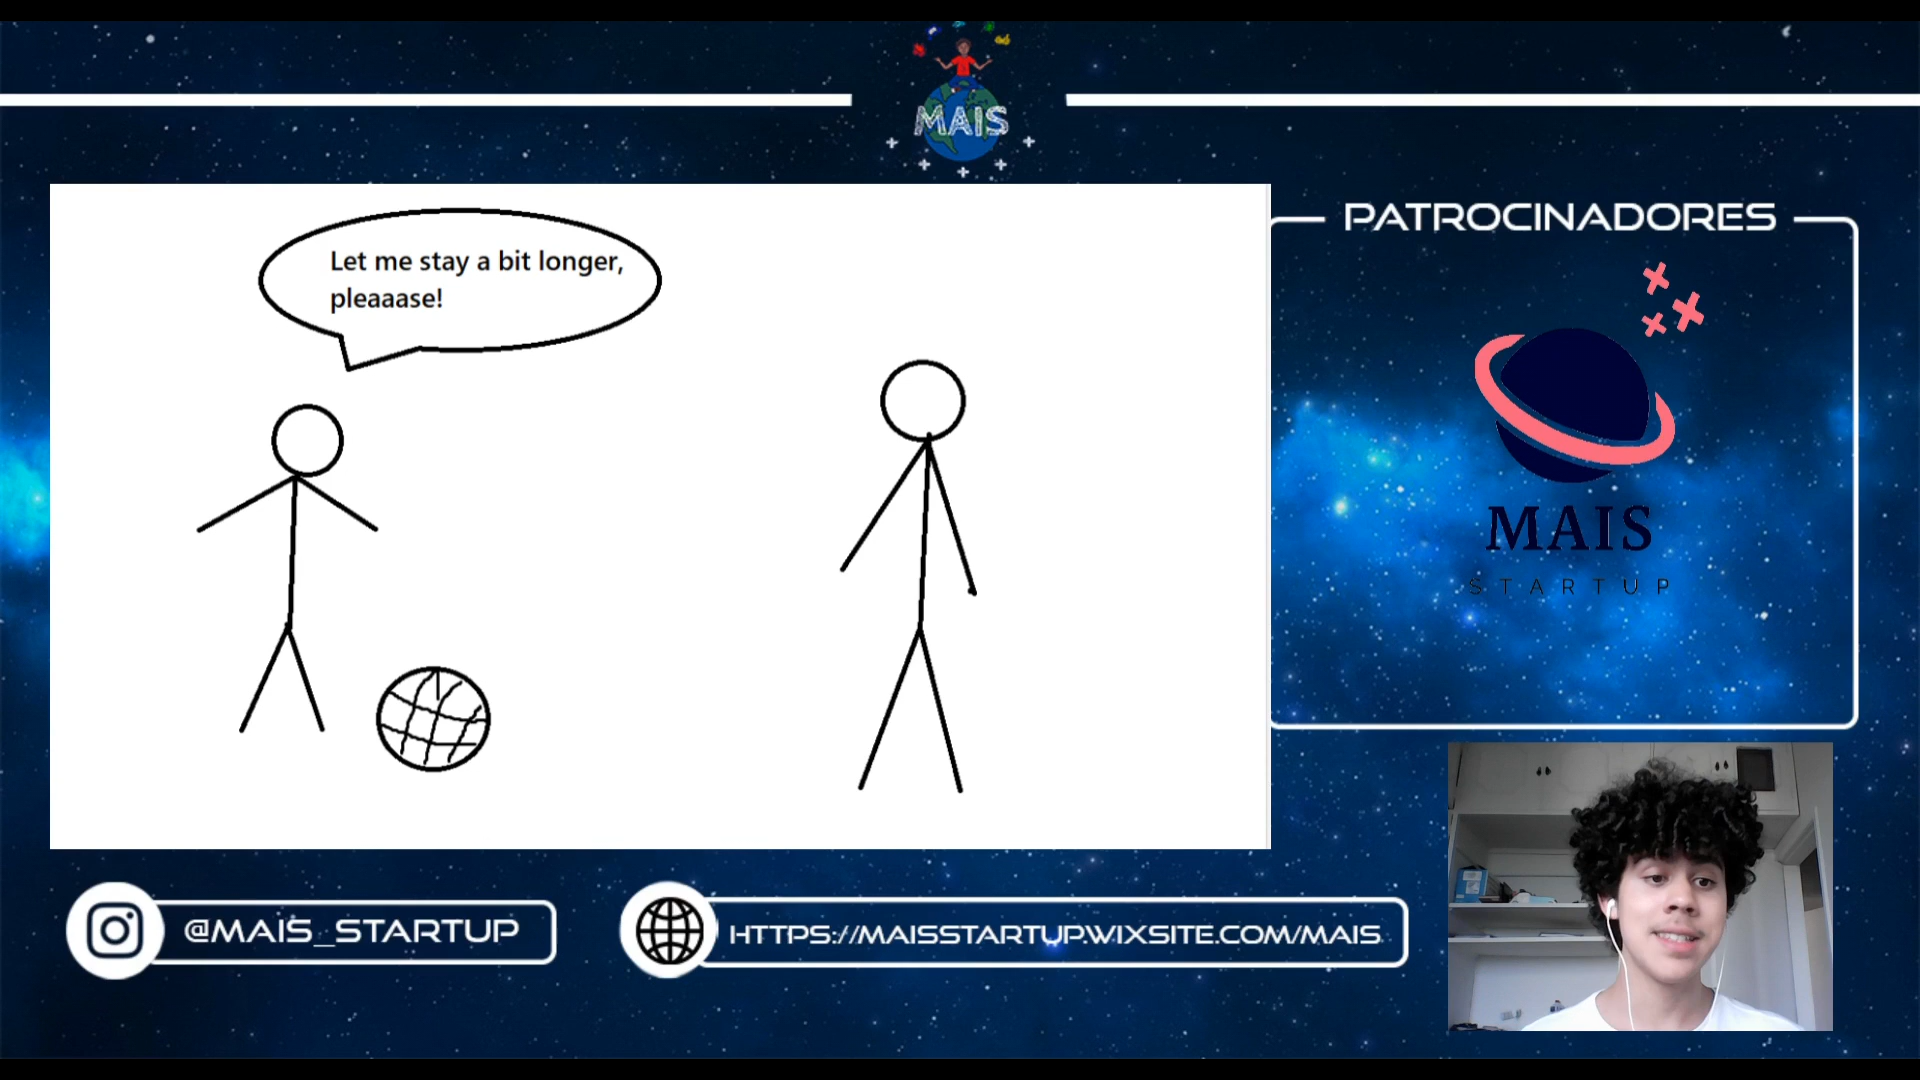 MAIS
Let me stay a bit longer,
pleaaase!
PATROCINADORES
MAIS
STARTUP
@MAIS_STARTUP
HTTPS://MAISSTARTUP.WIXSITE.COM/MAIS